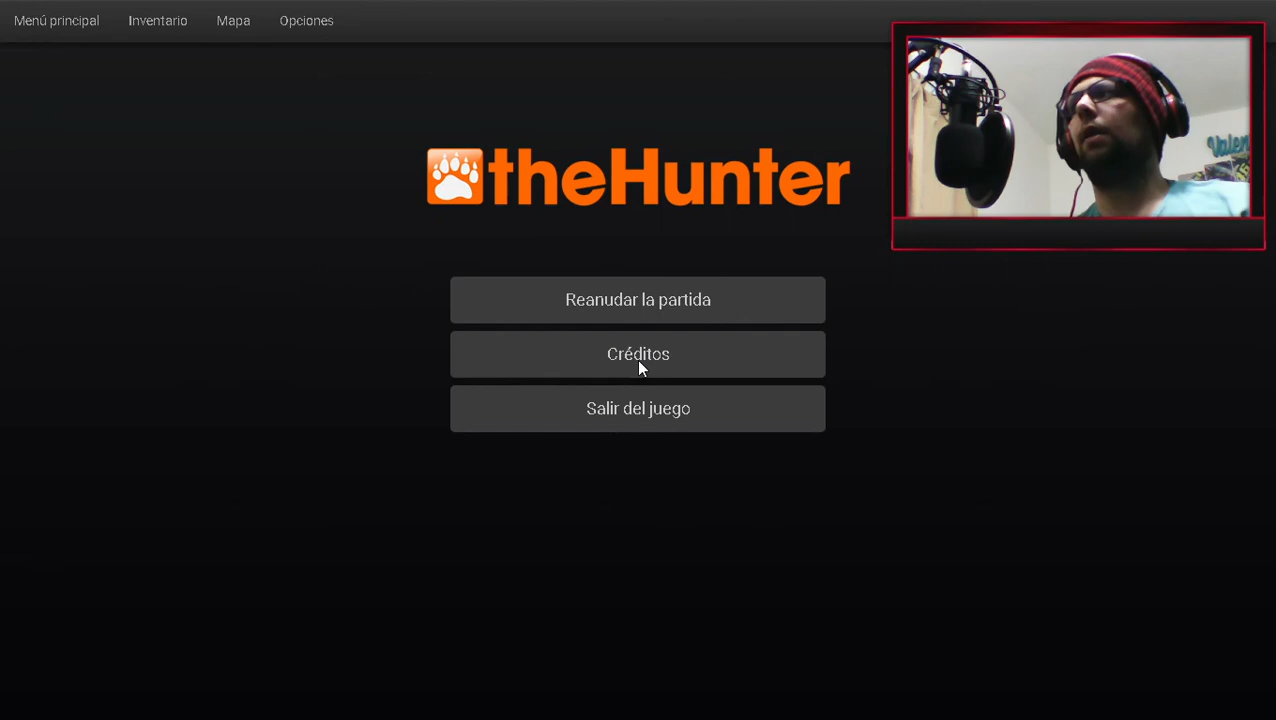 Menú principal
Inventario
Mapa
Opciones
theHunter
Reanudar la partida
Créditos
Salir del juego